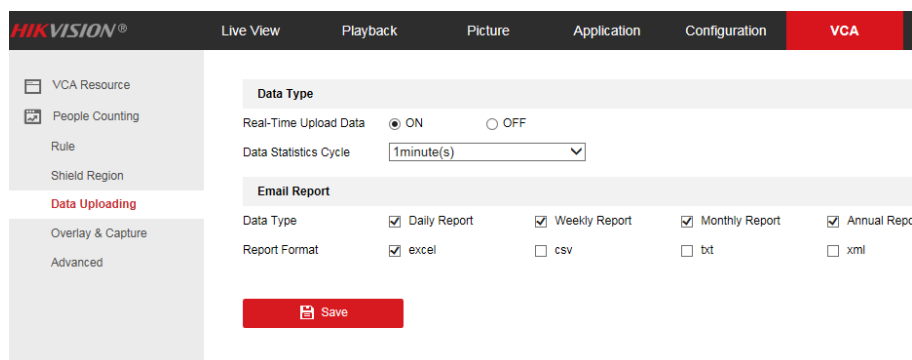 HIKVISION® Live View Playback Picture Application Configuration VCA
VCA Resource
People Counting
Rule
Shield Region
Data Uploading
Overlay & Capture
Advanced
Data Type
Real-Time Upload Data ON OFF
Data Statistics Cycle 1minute(s)
Email Report
Data Type Daily Report Weekly Report Monthly Report Annual Repo
Report Format excel csv txt xml
Save